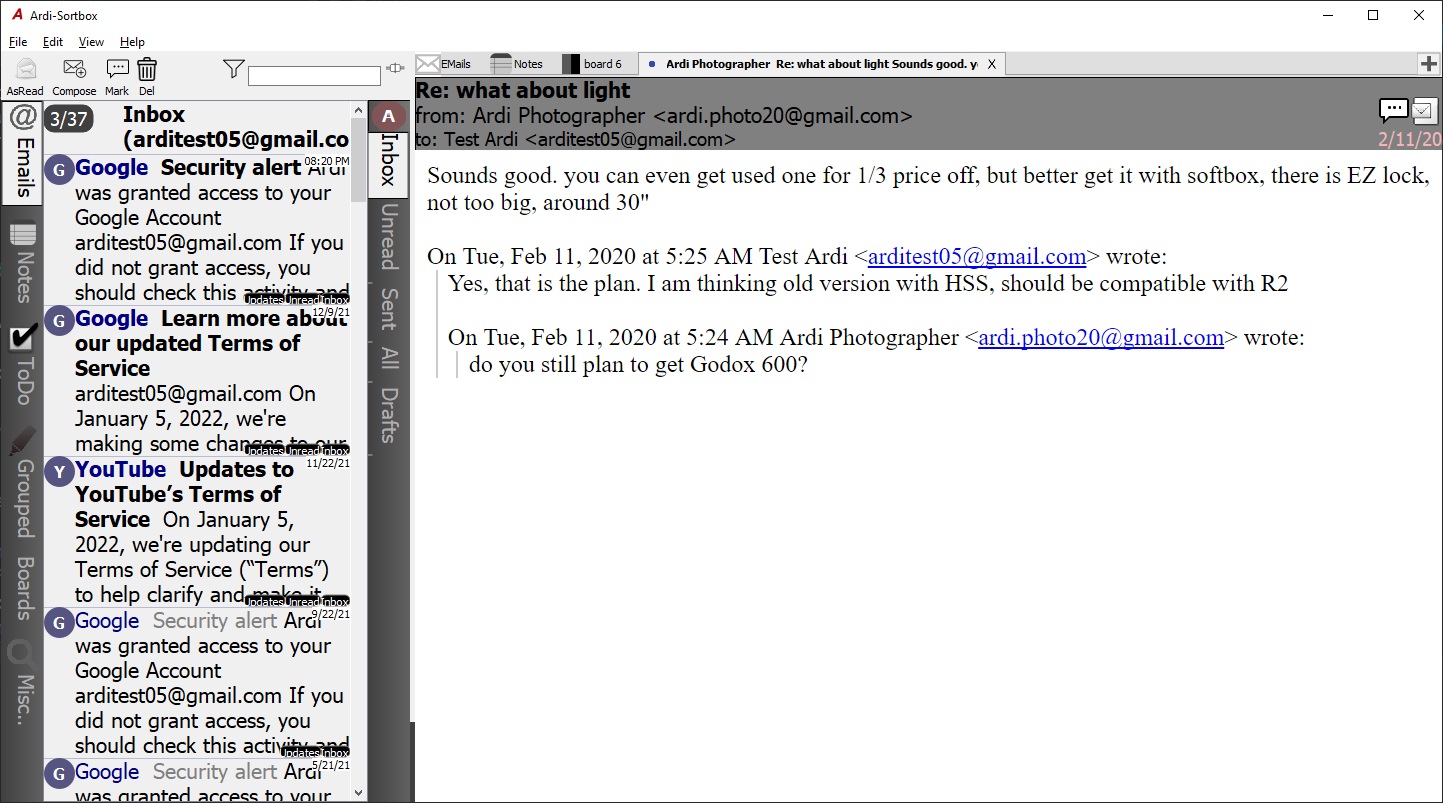 Ardi-Sortbox
File Edit View Help
AsRead Compose Mark Del
EMails Notes board 6 Ardi Photographer Re: what about light Sounds good. y X
@ Emails
Notes
ToDo
Grouped
Boards
Misc..
3/37 Inbox
(arditest05@gmail.co
08:20 PM
G Google Security alert Ardi
was granted access to your
Google Account
arditest05@gmail.com If you
did not grant access, you
should check this activity and
Updates Unread Inbox
12/9/21
G Google Learn more about
our updated Terms of
Service
arditest05@gmail.com On
January 5, 2022, we're
making some changes to our
Updates Unread Inbox
11/22/21
Y YouTube Updates to
YouTube’s Terms of
Service On January 5,
2022, we're updating our
Terms of Service (“Terms”)
to help clarify and make it
Updates Unread Inbox
9/22/21
G Google Security alert Ardi
was granted access to your
Google Account
arditest05@gmail.com If you
did not grant access, you
should check this activity and
Updates Inbox
5/21/21
G Google Security alert Ardi
was granted access to your
A
Inbox
Unread
Sent
All
Drafts
Re: what about light
from: Ardi Photographer <ardi.photo20@gmail.com>
to: Test Ardi <arditest05@gmail.com>
2/11/20
Sounds good. you can even get used one for 1/3 price off, but better get it with softbox, there is EZ lock,
not too big, around 30"
On Tue, Feb 11, 2020 at 5:25 AM Test Ardi <arditest05@gmail.com> wrote:
Yes, that is the plan. I am thinking old version with HSS, should be compatible with R2
On Tue, Feb 11, 2020 at 5:24 AM Ardi Photographer <ardi.photo20@gmail.com> wrote:
do you still plan to get Godox 600?